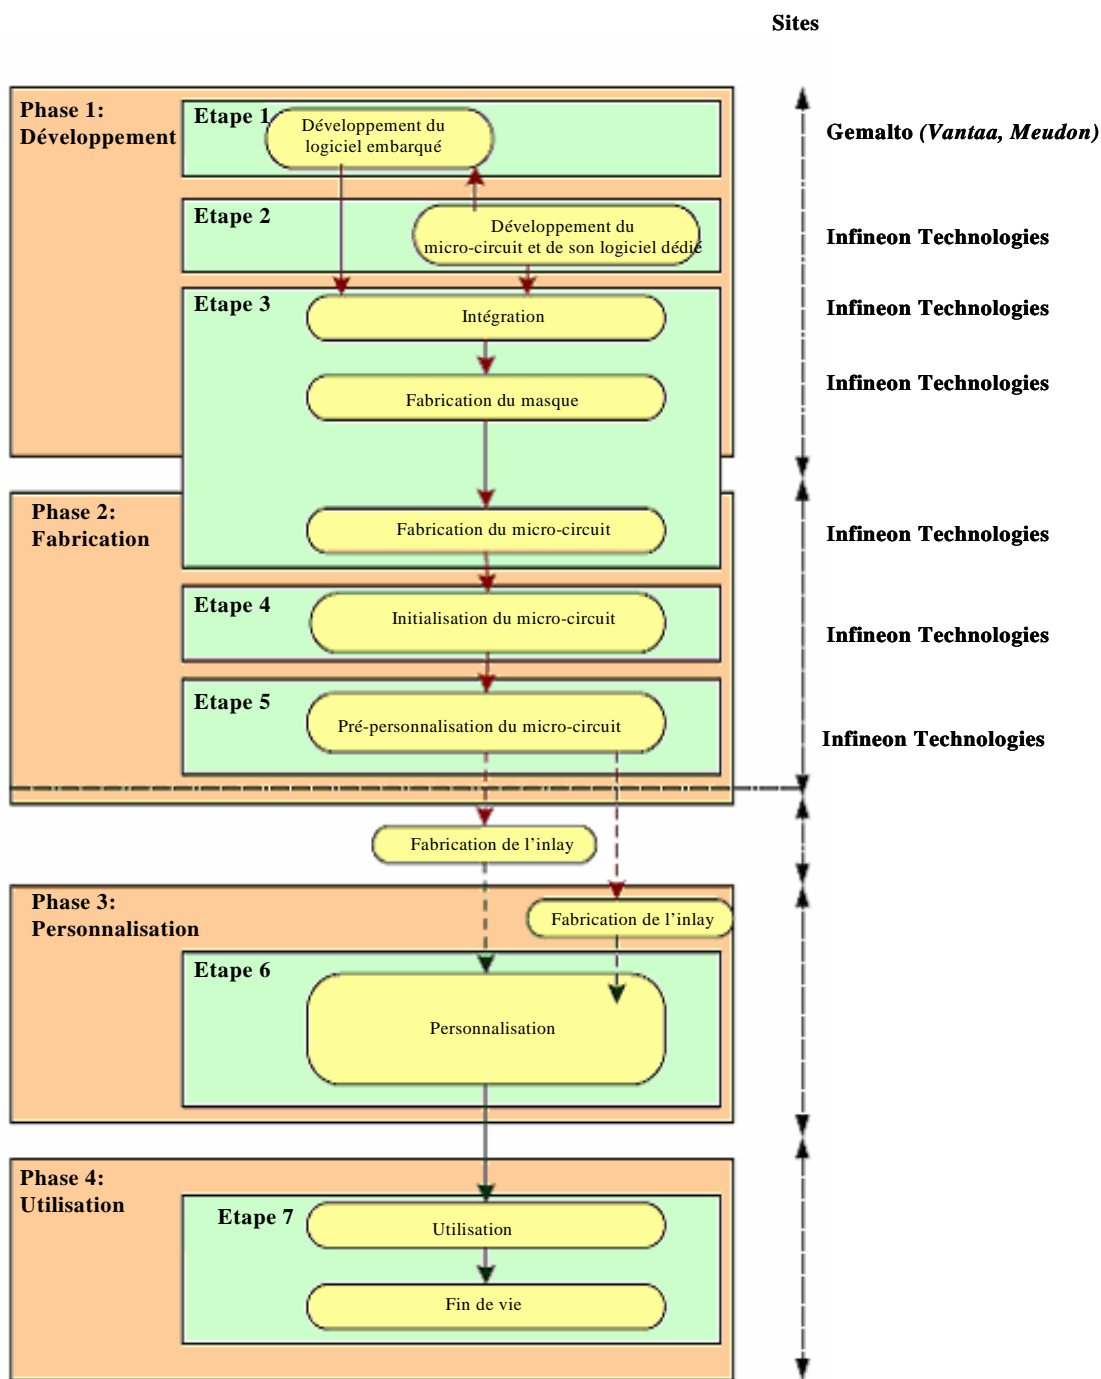 Sites
Phase 1:
Développement
Etape 1
Développement du
logiciel embarqué
Gemalto (Vantaa, Meudon)
Etape 2
Développement du
micro-circuit et de son logiciel dédié
Infineon Technologies
Etape 3
Intégration
Infineon Technologies
Fabrication du masque
Infineon Technologies
Phase 2:
Fabrication
Fabrication du micro-circuit
Infineon Technologies
Etape 4
Initialisation du micro-circuit
Infineon Technologies
Etape 5
Pré-personnalisation du micro-circuit
Infineon Technologies
Fabrication de l’inlay
Phase 3:
Personnalisation
Fabrication de l’inlay
Etape 6
Personnalisation
Phase 4:
Utilisation
Etape 7
Utilisation
Fin de vie